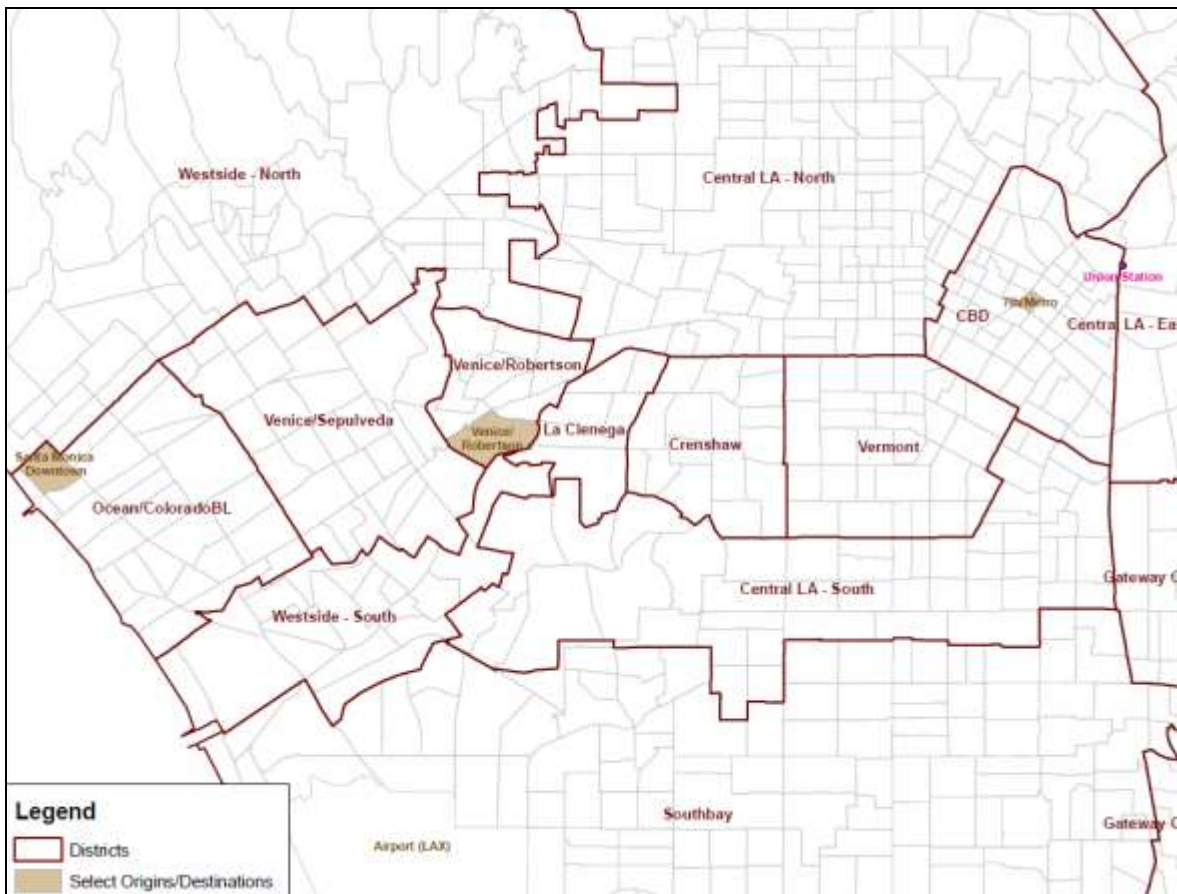 Westside - North
Central LA - North
Union Station
7th/Metro
CBD
Central LA - Eas
Venice/Robertson
Venice/Sepulveda
La Cienega
Venice/
Robertson
Crenshaw
Vermont
Santa Monica
Downtown
Ocean/ColoradoBL
Gateway C
Central LA - South
Westside - South
Southbay
Gateway C
Airport (LAX)
Legend
Districts
Select Origins/Destinations